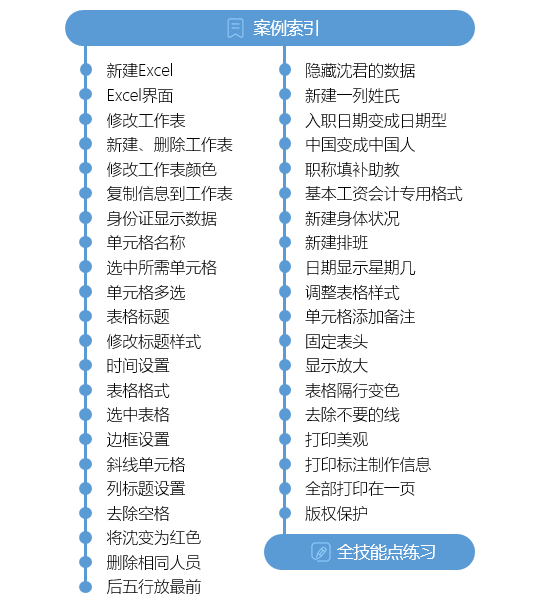 案例索引
新建Excel
Excel界面
修改工作表
新建、删除工作表
修改工作表颜色
复制信息到工作表
身份证显示数据
单元格名称
选中所需单元格
单元格多选
表格标题
修改标题样式
时间设置
表格格式
选中表格
边框设置
斜线单元格
列标题设置
去除空格
将沈变为红色
删除相同人员
后五行放最前
隐藏沈君的数据
新建一列姓氏
入职日期变成日期型
中国变成中国人
职称填补助教
基本工资会计专用格式
新建身体状况
新建排班
日期显示星期几
调整表格样式
单元格添加备注
固定表头
显示放大
表格隔行变色
去除不要的线
打印美观
打印标注制作信息
全部打印在一页
版权保护
全技能点练习